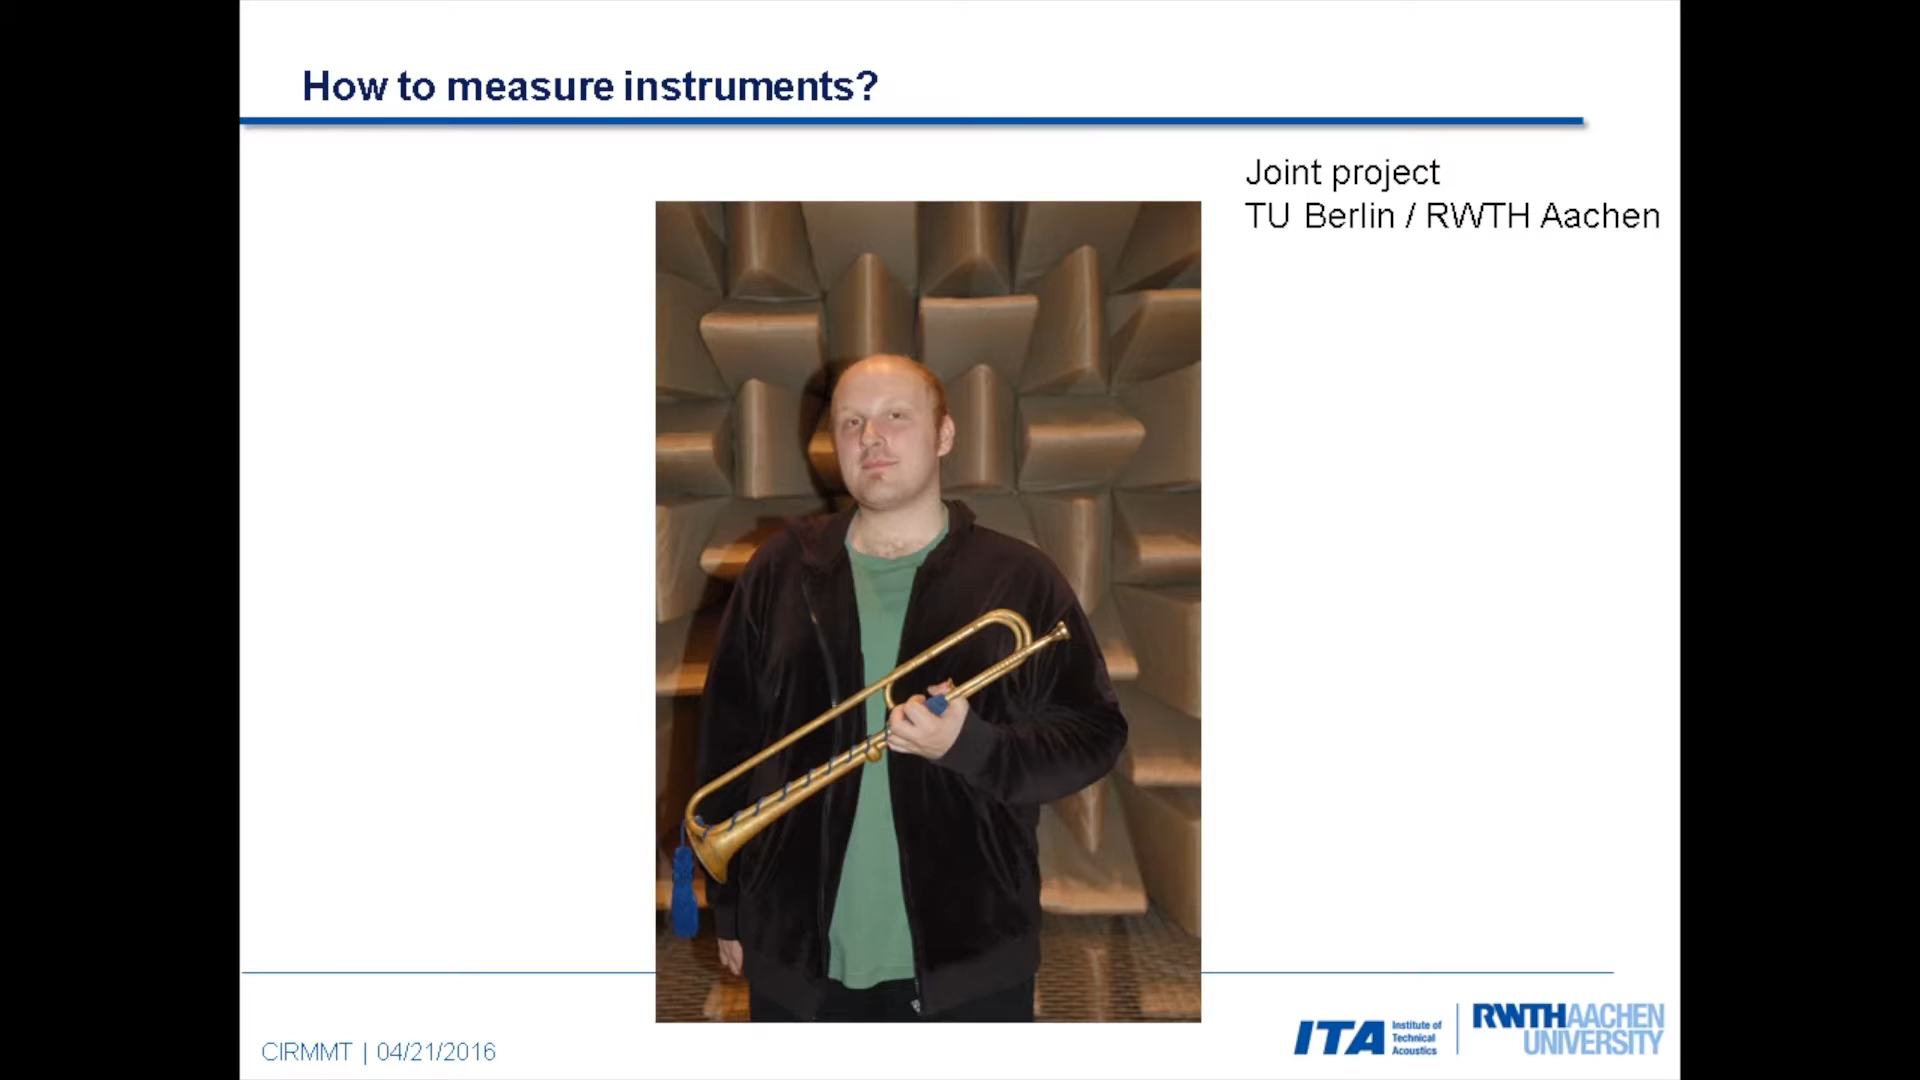 How to measure instruments?
Joint project
TU Berlin / RWTH Aachen
CIRMMT | 04/21/2016
ITA Institute of
Technical
Acoustics
RWTHAACHEN
UNIVERSITY